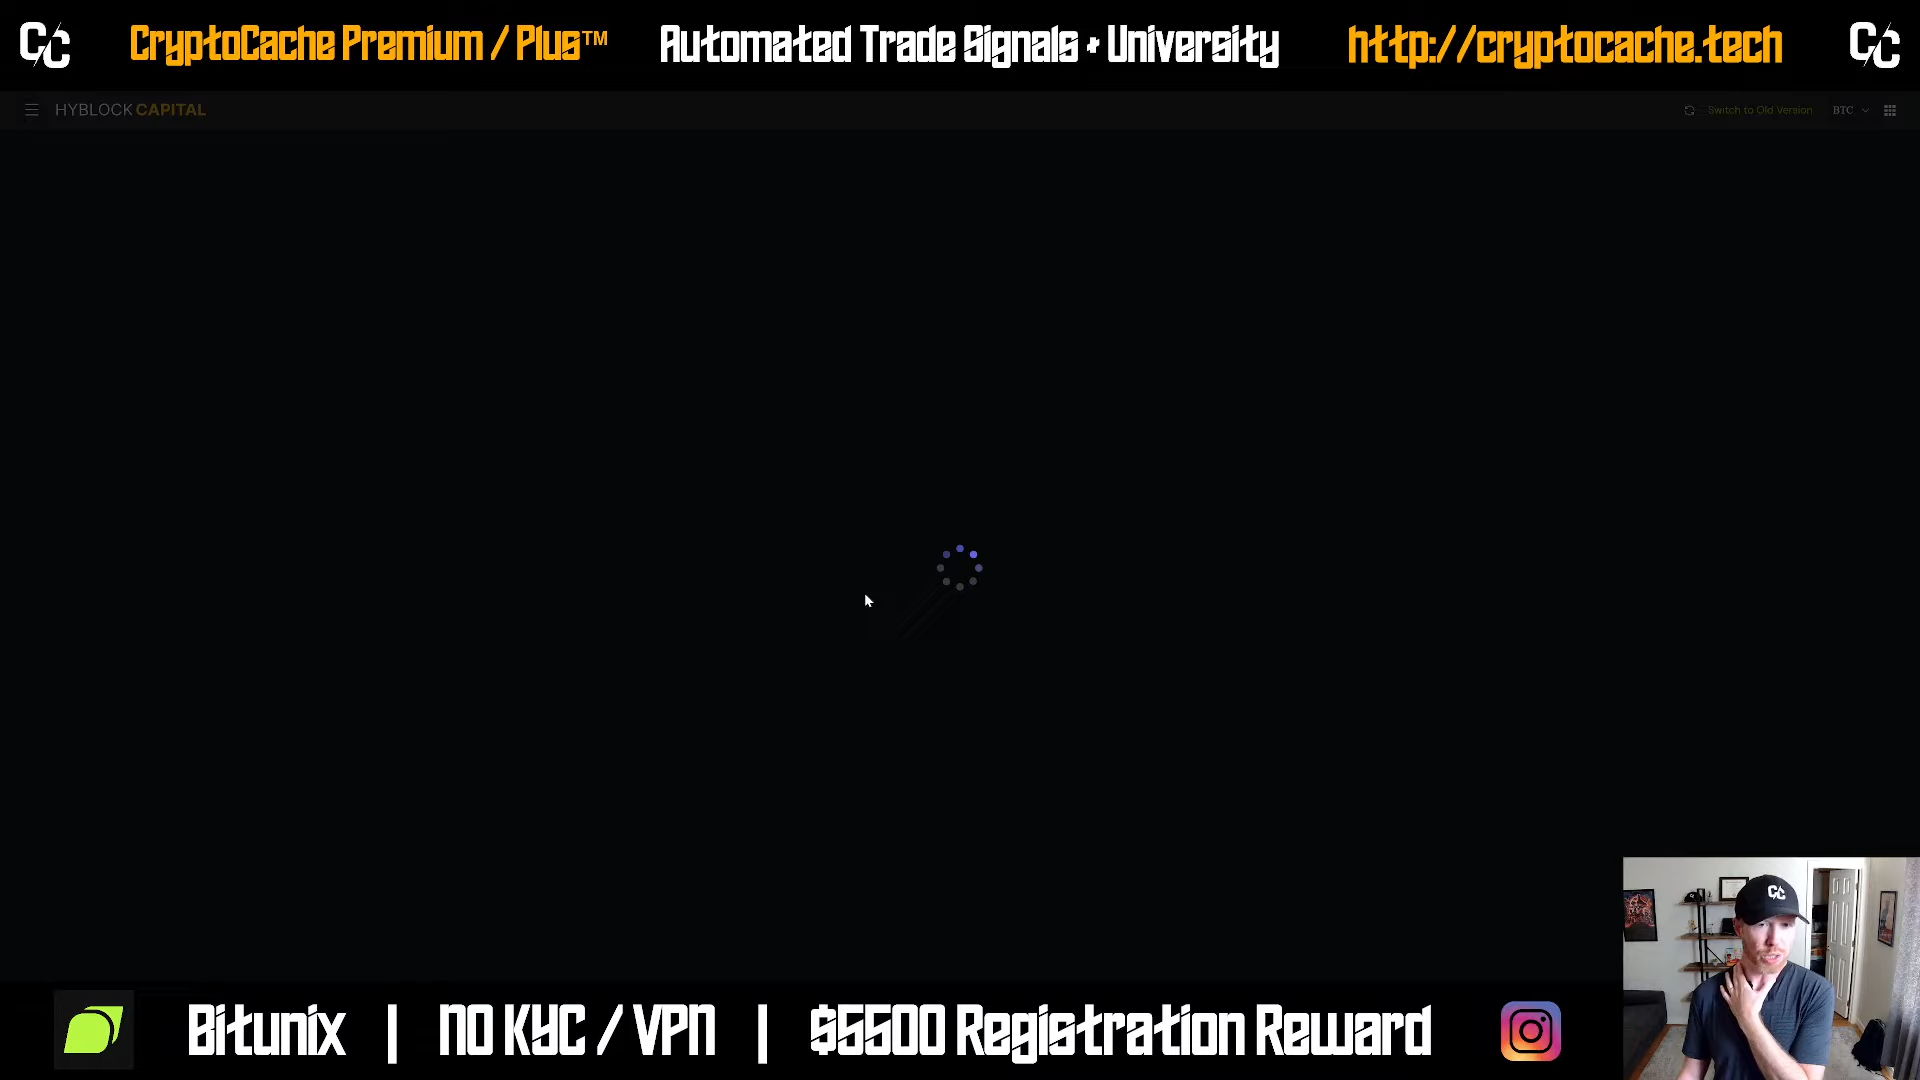 CC
CryptoCache Premium / Plus™
Automated Trade Signals + University
http://cryptocache.tech
CC
HYBLOCK CAPITAL
Switch to Old Version
BTC
CC
Bitunix | NO KYC / VPN | $5500 Registration Reward